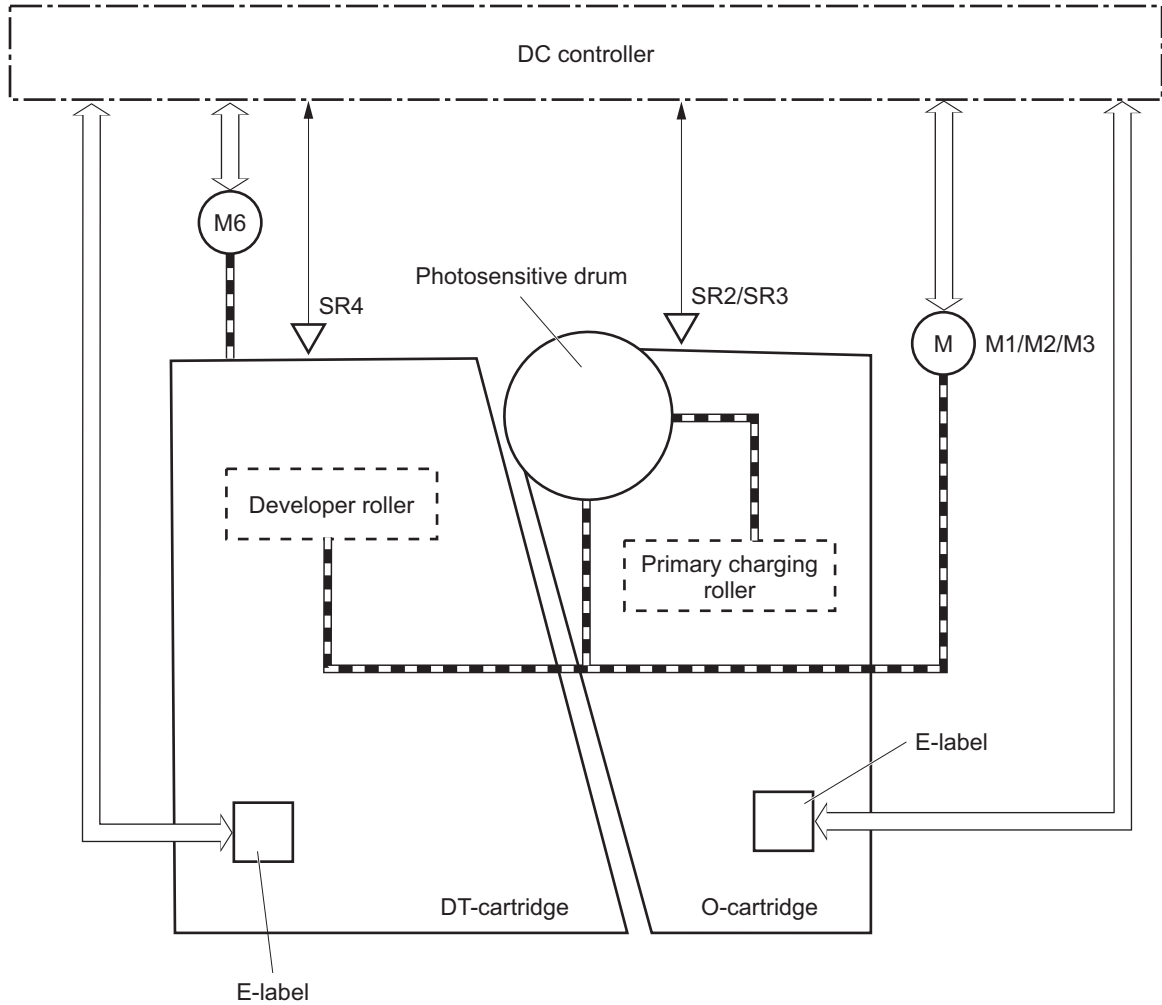 DC controller
M6
SR4
Photosensitive drum
SR2/SR3
M
M1/M2/M3
Developer roller
Primary charging
roller
E-label
DT-cartridge
O-cartridge
E-label